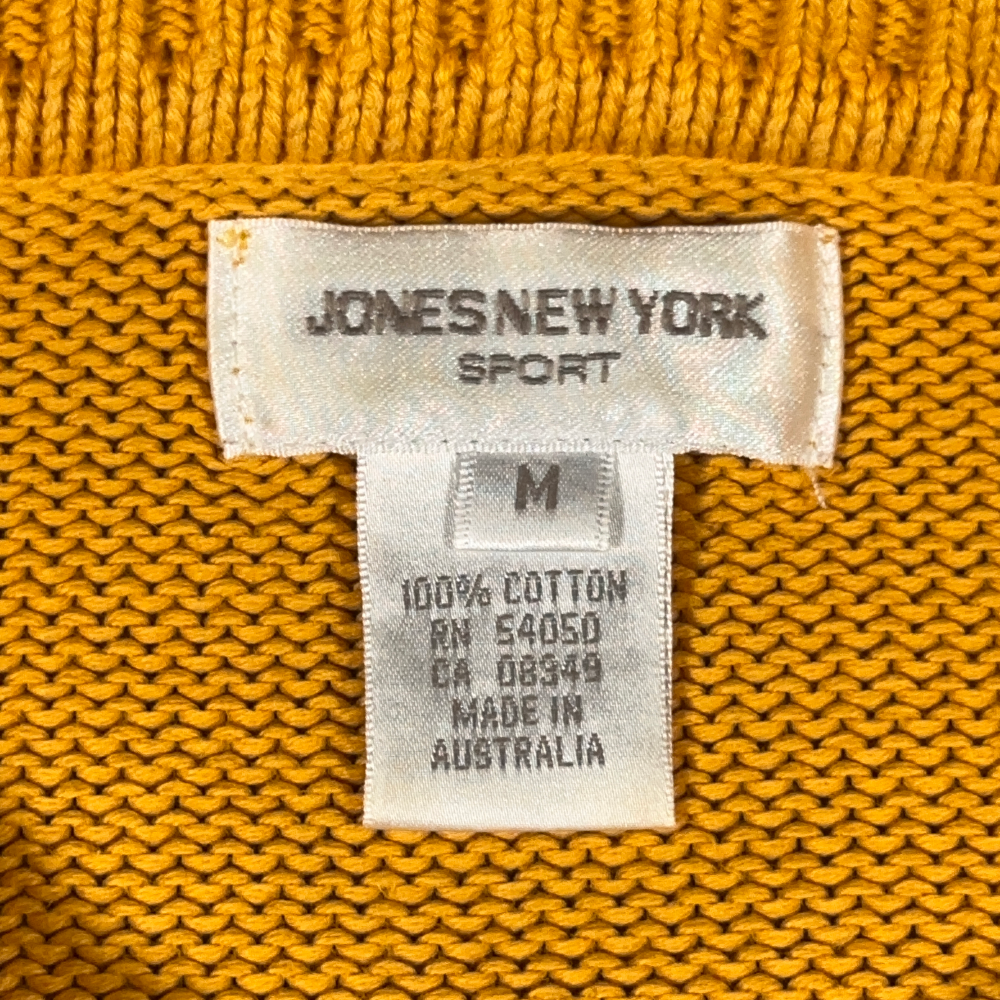 JONES NEW YORK
SPORT
M
100% COTTON
RN 54050
CA 08349
MADE IN
AUSTRALIA